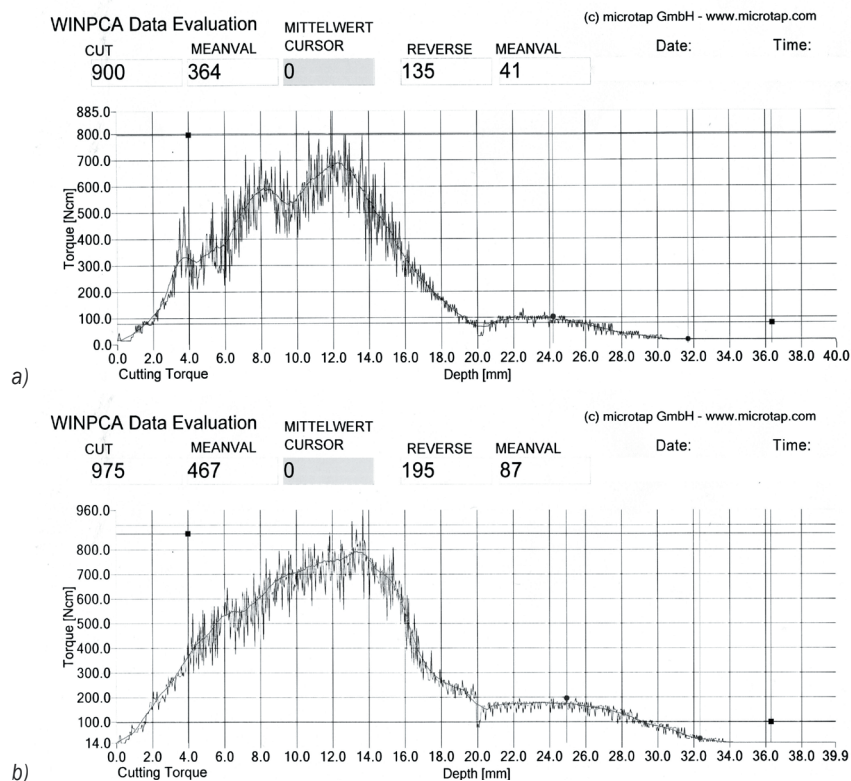 WINPCA Data Evaluation
MITTELWERT
(c) microtap GmbH - www.microtap.com
CUT MEANVAL CURSOR REVERSE MEANVAL Date: Time:
900 364 0 135 41
885.0
800.0
700.0
600.0
500.0
400.0
300.0
200.0
100.0
0.0
Torque [Ncm]
0.0 2.0 4.0 6.0 8.0 10.0 12.0 14.0 16.0 18.0 20.0 22.0 24.0 26.0 28.0 30.0 32.0 34.0 36.0 38.0 40.0
Cutting Torque Depth [mm]
a)
WINPCA Data Evaluation
MITTELWERT
(c) microtap GmbH - www.microtap.com
CUT MEANVAL CURSOR REVERSE MEANVAL Date: Time:
975 467 0 195 87
960.0
800.0
700.0
600.0
500.0
400.0
300.0
200.0
100.0
14.0
Torque [Ncm]
0.0 2.0 4.0 6.0 8.0 10.0 12.0 14.0 16.0 18.0 20.0 22.0 24.0 26.0 28.0 30.0 32.0 34.0 36.0 38.0 39.9
Cutting Torque Depth [mm]
b)